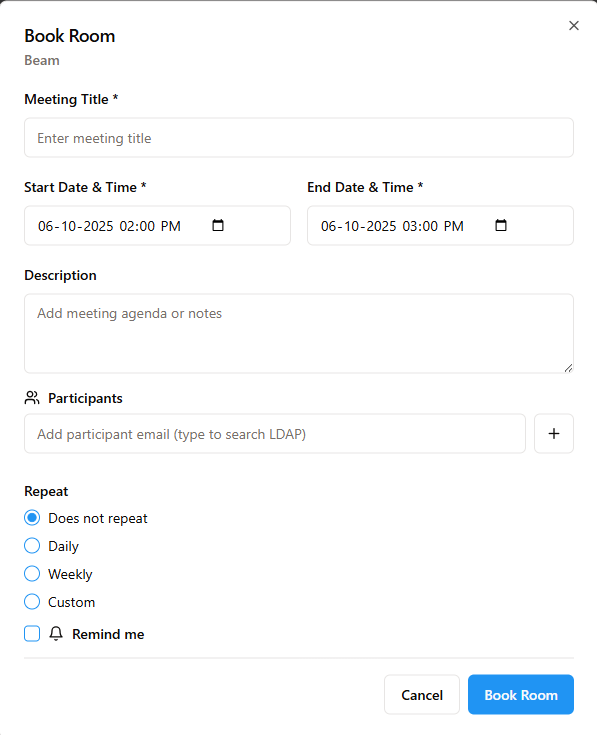 Book Room
Beam
Meeting Title *
Enter meeting title
Start Date & Time * End Date & Time *
06-10-2025 02:00 PM 06-10-2025 03:00 PM
Description
Add meeting agenda or notes
Participants
Add participant email (type to search LDAP)
Repeat
Does not repeat
Daily
Weekly
Custom
Remind me
Cancel Book Room